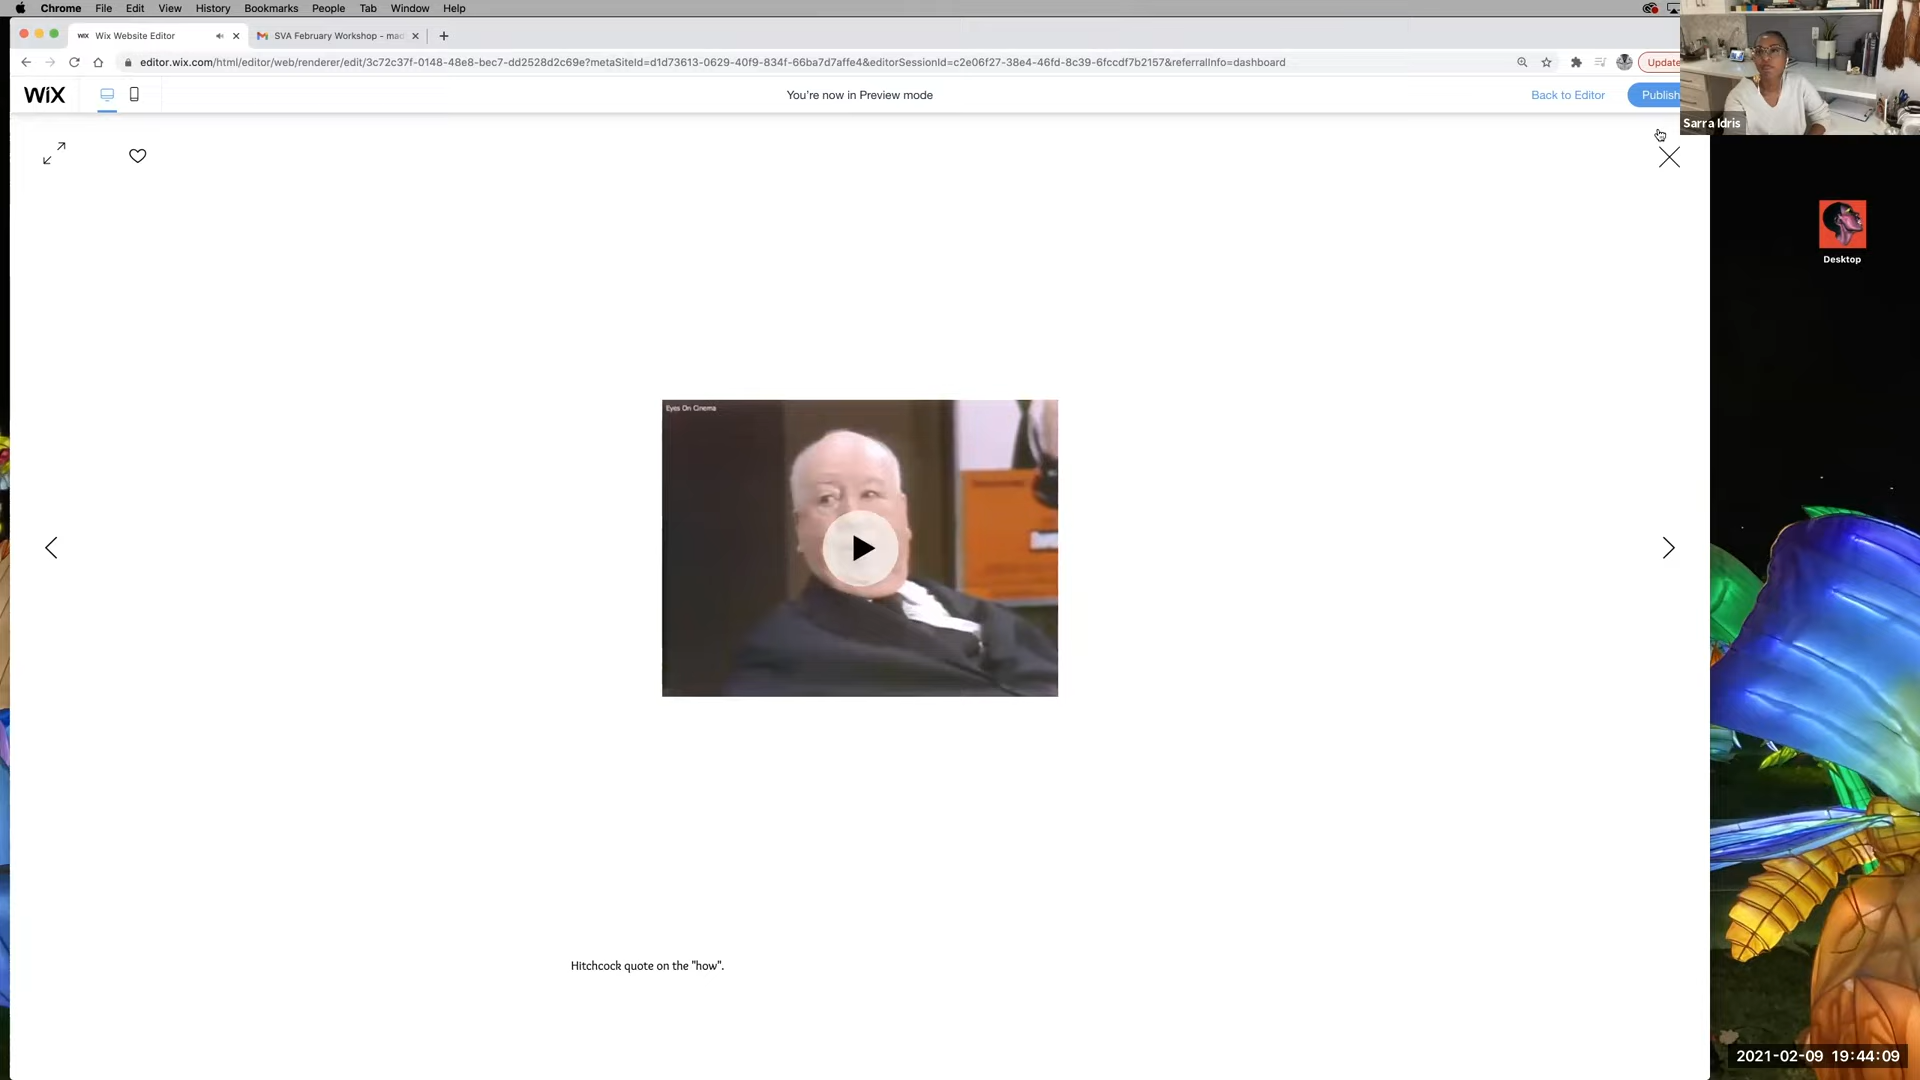 Chrome File Edit View History Bookmarks People Tab Window Help
WiX Wix Website Editor
SVA February Workshop - mad
editor.wix.com/html/editor/web/renderer/edit/3c72c37f-0148-48e8-bec7-dd2528d2c69e?metaSiteId=d1d73613-0629-40f9-834f-66ba7d7affe4&editorSessionId=c2e06f27-38e4-46fd-8c39-6fccdf7b2157&referralInfo=dashboard
Update
WiX
You're now in Preview mode
Back to Editor
Publish
Sarra Idris
Desktop
Eyes On Cinema
Hitchcock quote on the "how".
2021-02-09 19:44:09